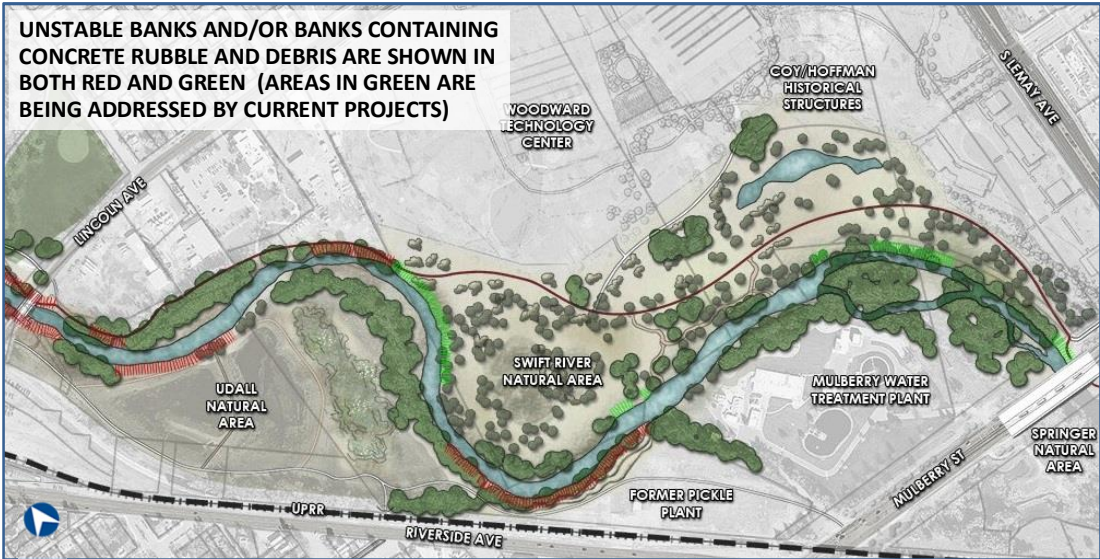 UNSTABLE BANKS AND/OR BANKS CONTAINING
CONCRETE RUBBLE AND DEBRIS ARE SHOWN IN
BOTH RED AND GREEN (AREAS IN GREEN ARE
BEING ADDRESSED BY CURRENT PROJECTS)
COY/HOFFMAN
HISTORICAL
STRUCTURES
S LEMAY AVE
WOODWARD
TECHNOLOGY
CENTER
LINCOLN AVE
SWIFT RIVER
NATURAL AREA
UDALL
NATURAL
AREA
MULBERRY WATER
TREATMENT PLANT
SPRINGER
NATURAL
AREA
MULBERRY ST
FORMER PICKLE
PLANT
UPRR
RIVERSIDE AVE